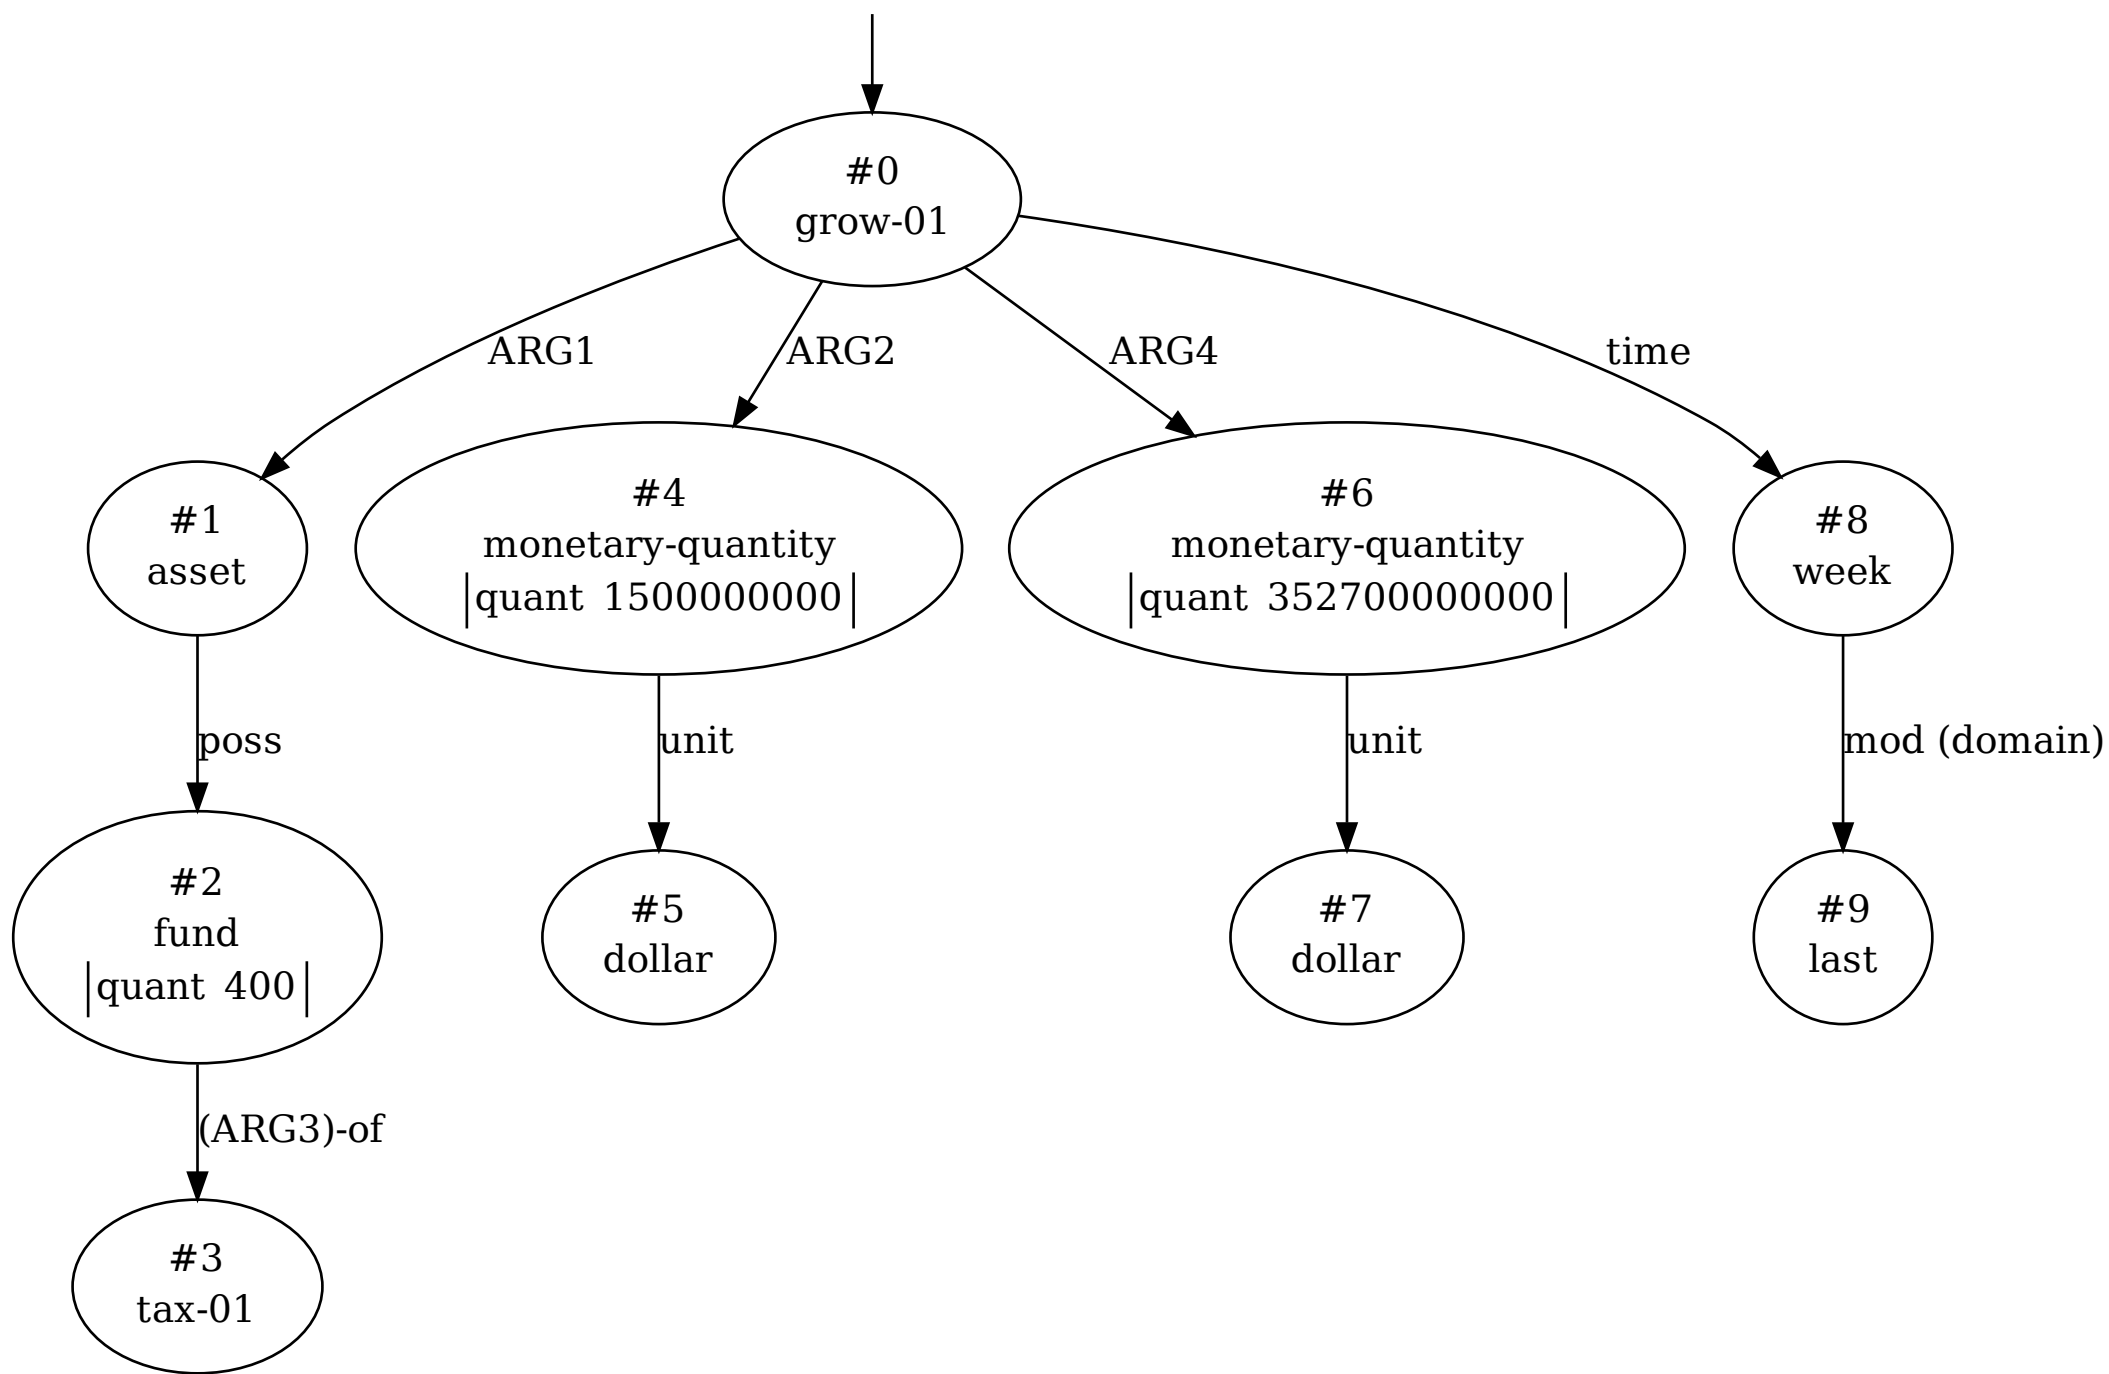 #0
grow-01
ARG1
ARG2
ARG4
time
#1
asset
#4
monetary-quantity
|quant 1500000000|
#6
monetary-quantity
|quant 352700000000|
#8
week
poss
unit
unit
mod (domain)
#2
fund
|quant 400|
#5
dollar
#7
dollar
#9
last
(ARG3)-of
#3
tax-01